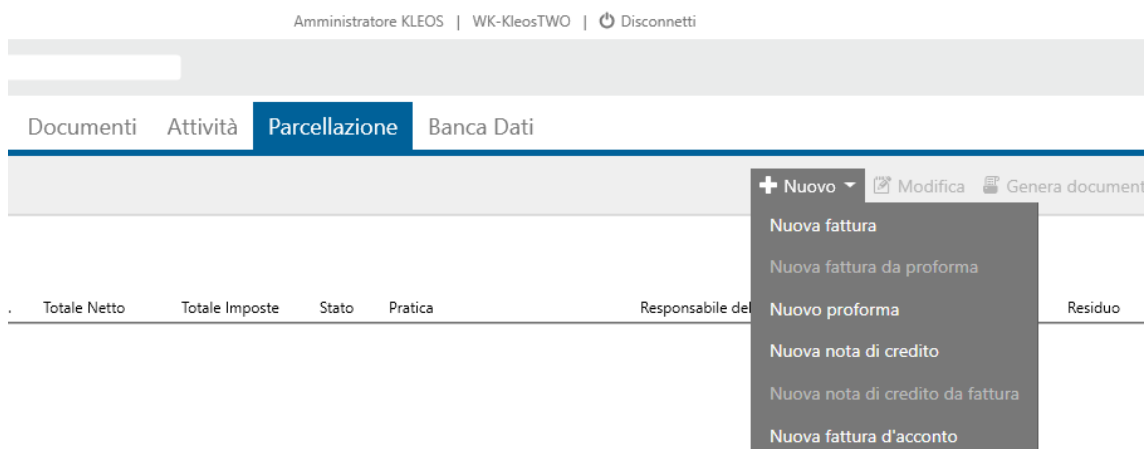 Amministratore KLEOS | WK-KleosTWO | Disconnetti
Documenti Attività Parcellazione Banca Dati
Nuovo Modifica Genera document
Nuova fattura
Nuova fattura da proforma
. Totale Netto Totale Imposte Stato Pratica Responsabile del Nuovo proforma Residuo
Nuova nota di credito
Nuova nota di credito da fattura
Nuova fattura d'acconto